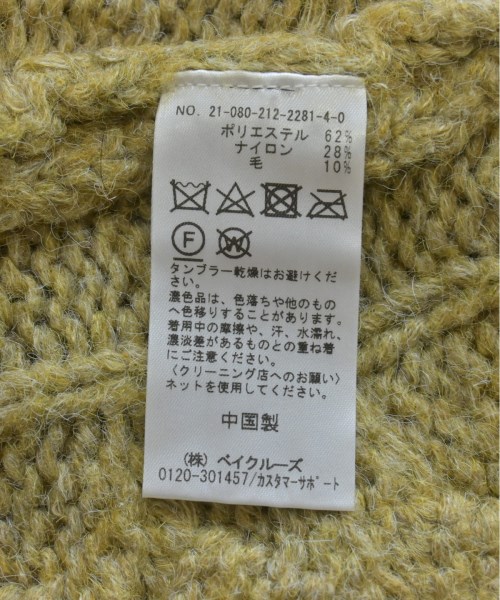 NO. 21-080-212-2281-4-0
ポリエステル 62%
ナイロン 28%
毛 10%
F W
タンブラー乾燥はお避けくだ
さい。
濃色品は、色落ちや他のもの
へ色移りすることがあります。
着用中の摩擦や、汗、水濡れ、
濃淡差があるものとの重ね着
にご注意ください。
〈クリーニング店へのお願い〉
ネットを使用してください。
中国製
(株) ベイクルーズ
0120-301457/カスタマーサポート